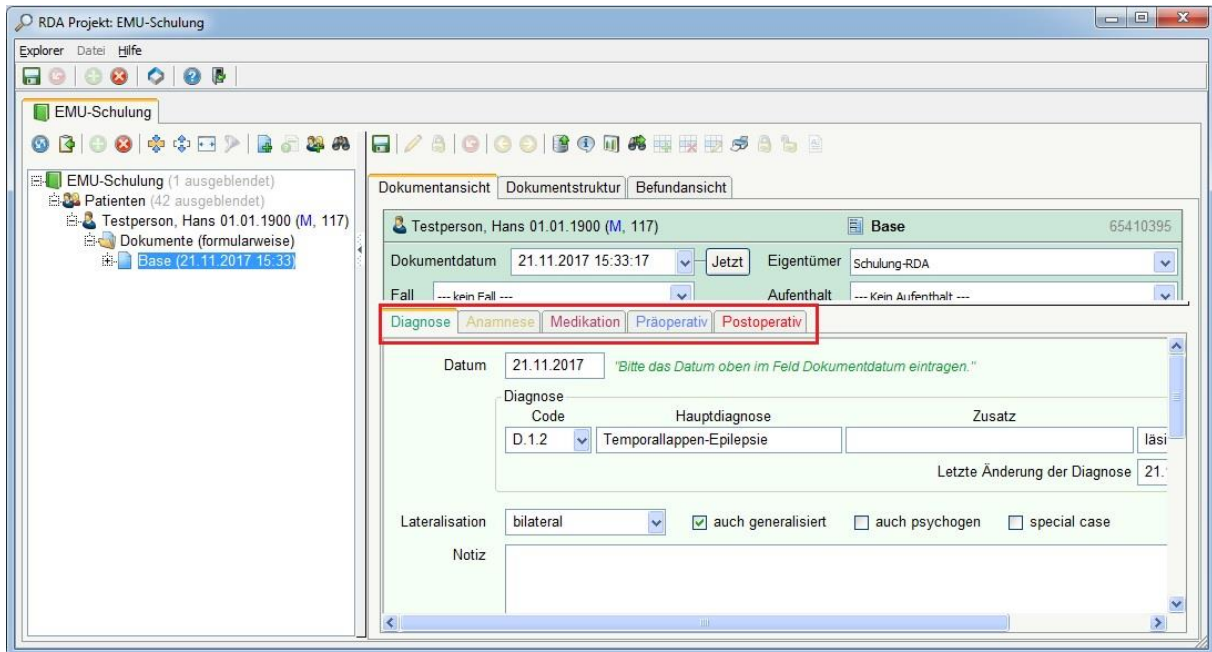 RDA Projekt: EMU-Schulung
Explorer Datei Hilfe
EMU-Schulung
EMU-Schulung (1 ausgeblendet)
Patienten (42 ausgeblendet)
Testperson, Hans 01.01.1900 (M, 117)
Dokumente (formularweise)
Base (21.11.2017 15:33)
Dokumentansicht Dokumentstruktur Befundansicht
Testperson, Hans 01.01.1900 (M, 117) Base 65410395
Dokumentdatum 21.11.2017 15:33:17 Jetzt Eigentümer Schulung-RDA
Fall --- kein Fall --- Aufenthalt --- Kein Aufenthalt ---
Diagnose Anamnese Medikation Präoperativ Postoperativ
Datum 21.11.2017 "Bitte das Datum oben im Feld Dokumentdatum eintragen."
Diagnose
Code Hauptdiagnose Zusatz
D.1.2 Temporallappen-Epilepsie läsi
Letzte Änderung der Diagnose 21.
Lateralisation bilateral auch generalisiert auch psychogen special case
Notiz